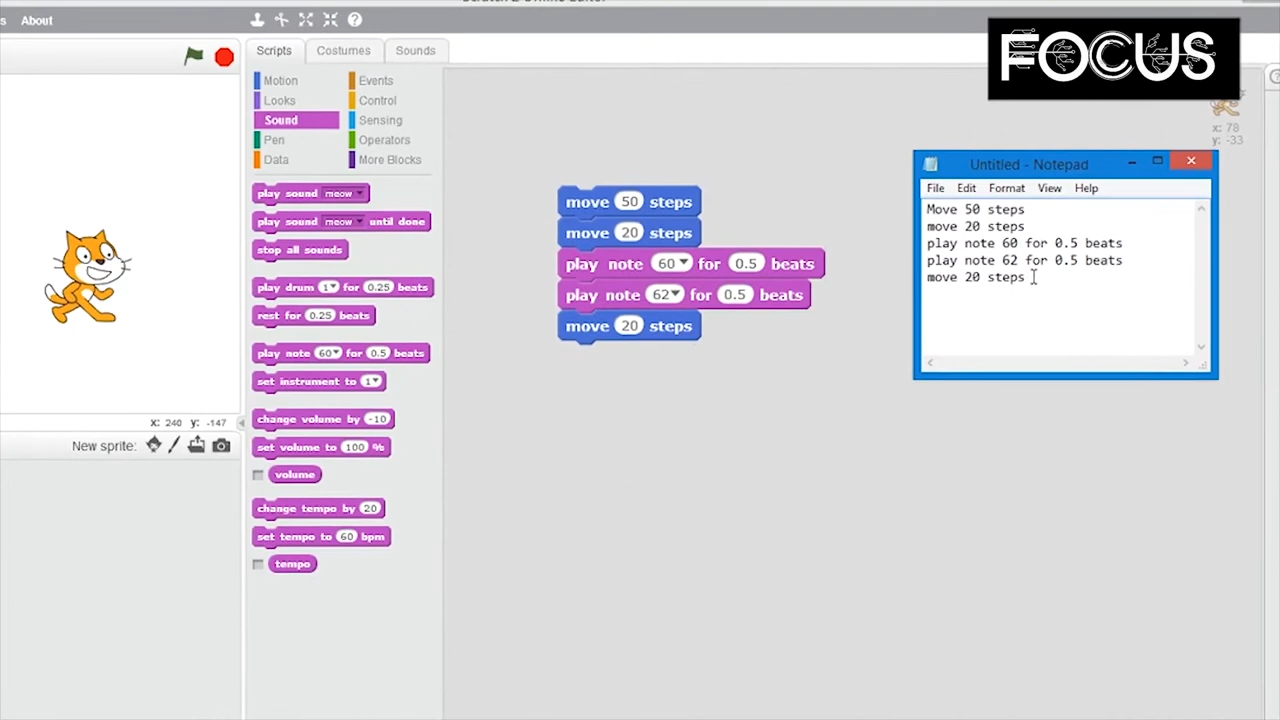 About
FOCUS
Scripts
Costumes
Sounds
Motion
Events
Looks
Control
Sound
Sensing
Pen
Operators
Data
More Blocks
play sound meow
play sound meow until done
stop all sounds
play drum 1 for 0.25 beats
rest for 0.25 beats
play note 60 for 0.5 beats
set instrument to 1
change volume by -10
set volume to 100 %
volume
change tempo by 20
set tempo to 60 bpm
tempo
x: 240 y: -147
New sprite:
move 50 steps
move 20 steps
play note 60 for 0.5 beats
play note 62 for 0.5 beats
move 20 steps
x: 78
y: -33
Untitled - Notepad
File Edit Format View Help
Move 50 steps
move 20 steps
play note 60 for 0.5 beats
play note 62 for 0.5 beats
move 20 steps